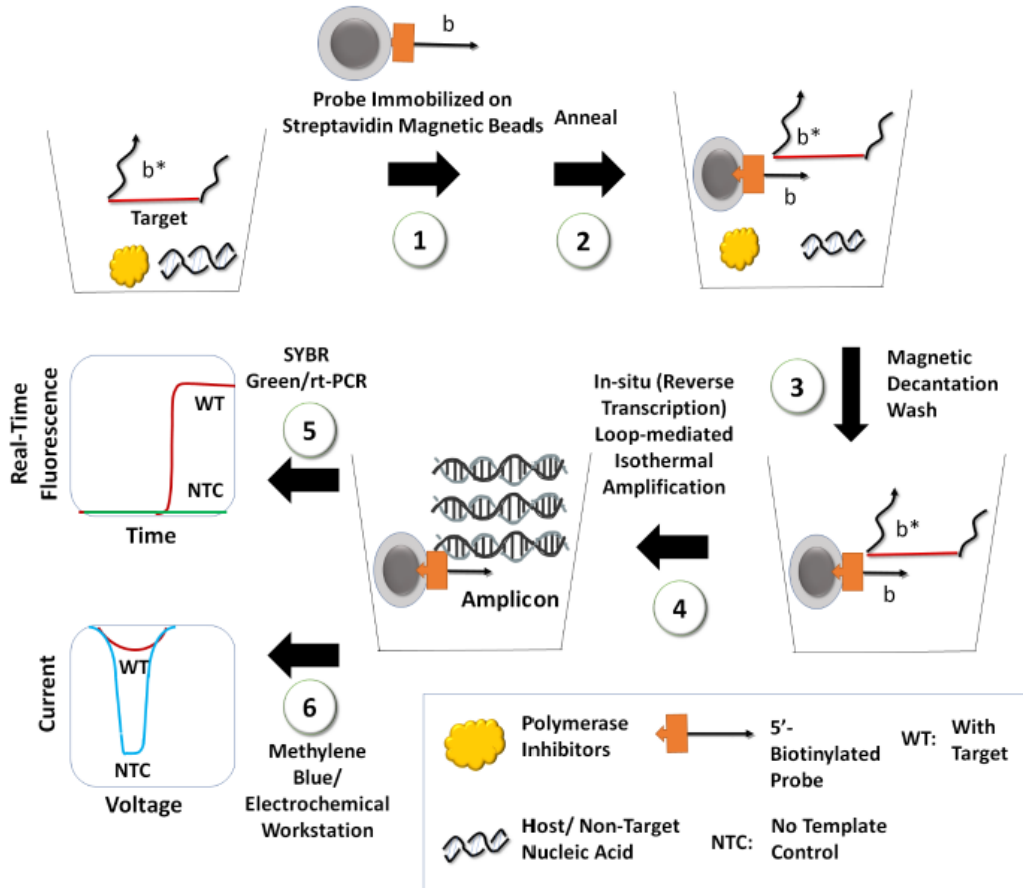 b
Probe Immobilized on
Streptavidin Magnetic Beads
Anneal
b*
Target
1
2
b*
b
3
Magnetic
Decantation
Wash
b*
b
In-situ (Reverse
Transcription)
Loop-mediated
Isothermal
Amplification
4
Amplicon
SYBR
Green/rt-PCR
5
Real-Time
Fluorescence
WT
NTC
Time
6
Methylene
Blue/
Electrochemical
Workstation
Current
WT
NTC
Voltage
Polymerase
Inhibitors
5’-
Biotinylated
Probe
WT:
With
Target
Host/ Non-Target
Nucleic Acid
NTC:
No Template
Control